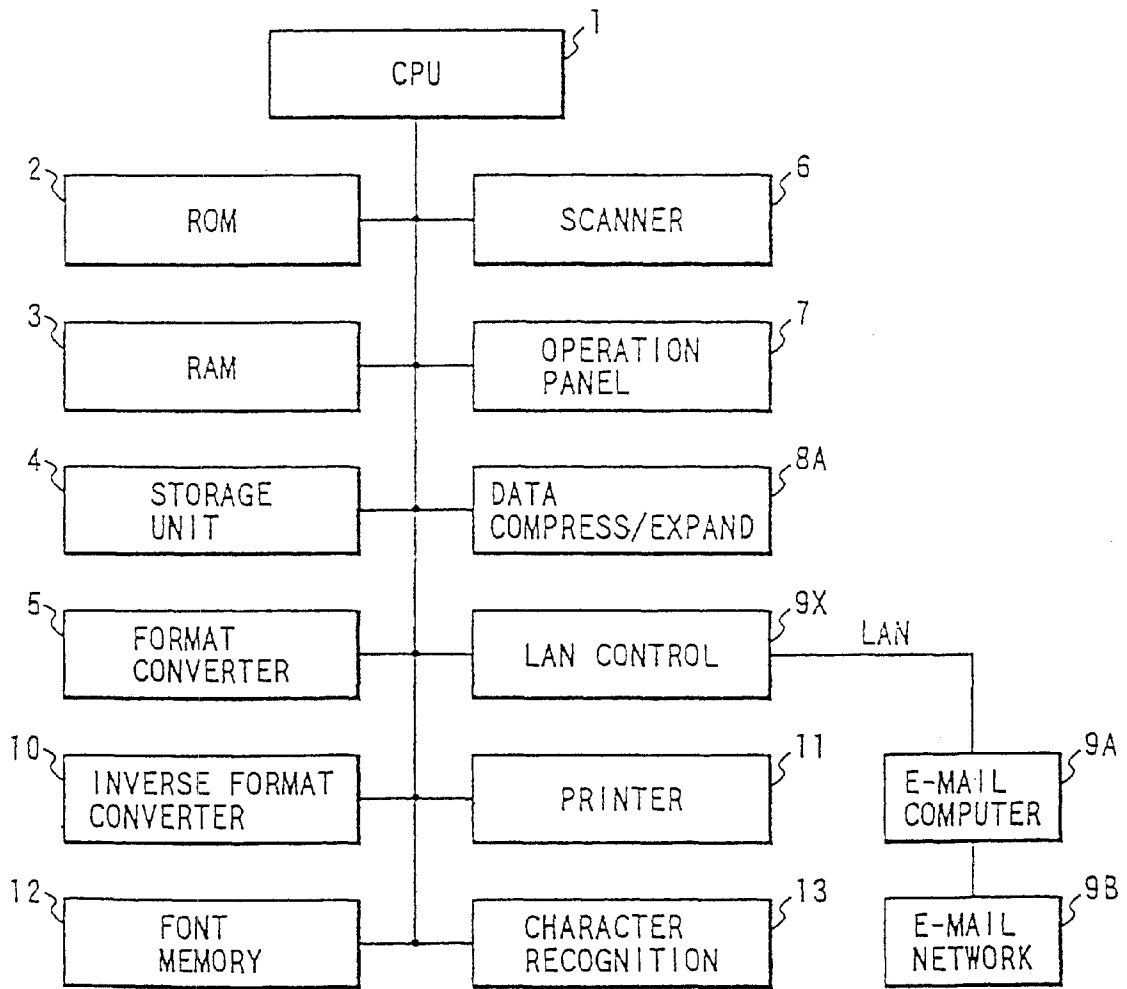 1
CPU
2
ROM
6
SCANNER
3
RAM
7
OPERATION
PANEL
4
STORAGE
UNIT
8A
DATA
COMPRESS/EXPAND
5
FORMAT
CONVERTER
9X
LAN CONTROL
LAN
10
INVERSE FORMAT
CONVERTER
11
PRINTER
9A
E-MAIL
COMPUTER
12
FONT
MEMORY
13
CHARACTER
RECOGNITION
9B
E-MAIL
NETWORK